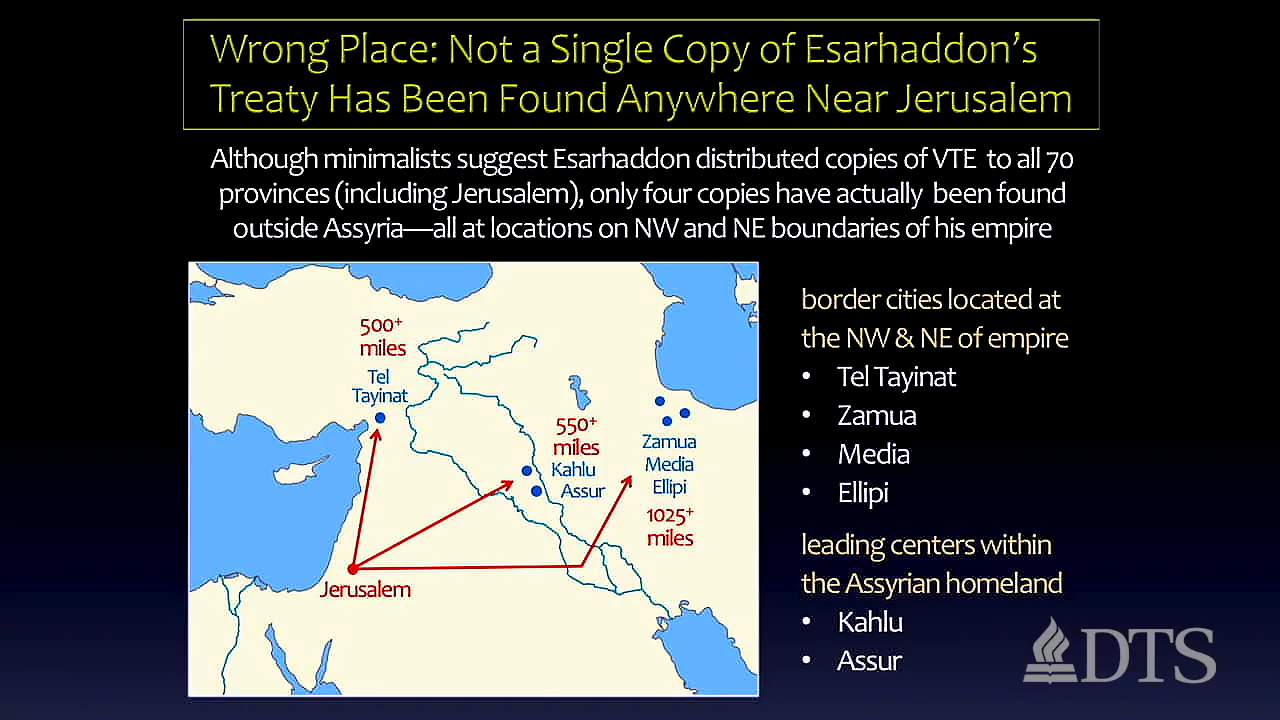 Wrong Place: Not a Single Copy of Esarhaddon's
Treaty Has Been Found Anywhere Near Jerusalem
Although minimalists suggest Esarhaddon distributed copies of VTE to all 70
provinces (including Jerusalem), only four copies have actually been found
outside Assyria—all at locations on NW and NE boundaries of his empire
500+
miles
Tel
Tayinat
550+
miles
Kahlu
Assur
Zamua
Media
Ellipi
1025+
miles
Jerusalem
border cities located at
the NW & NE of empire
• Tel Tayinat
• Zamua
• Media
• Ellipi
leading centers within
the Assyrian homeland
• Kahlu
• Assur
DTS